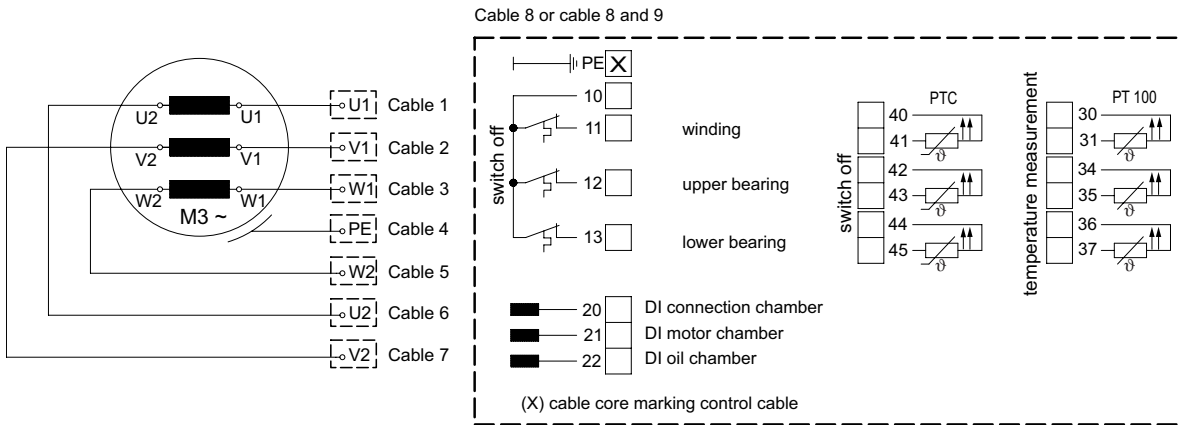 Cable 8 or cable 8 and 9
U2 U1
V2 V1
W2 W1
M3 ~
U1 Cable 1
V1 Cable 2
W1 Cable 3
PE Cable 4
W2 Cable 5
U2 Cable 6
V2 Cable 7
PE X
switch off
10
11 winding
12 upper bearing
13 lower bearing
20 DI connection chamber
21 DI motor chamber
22 DI oil chamber
(X) cable core marking control cable
switch off
PTC
40
41
ϑ
42
43
ϑ
44
45
ϑ
temperature measurement
PT 100
30
31
ϑ
34
35
ϑ
36
37
ϑ